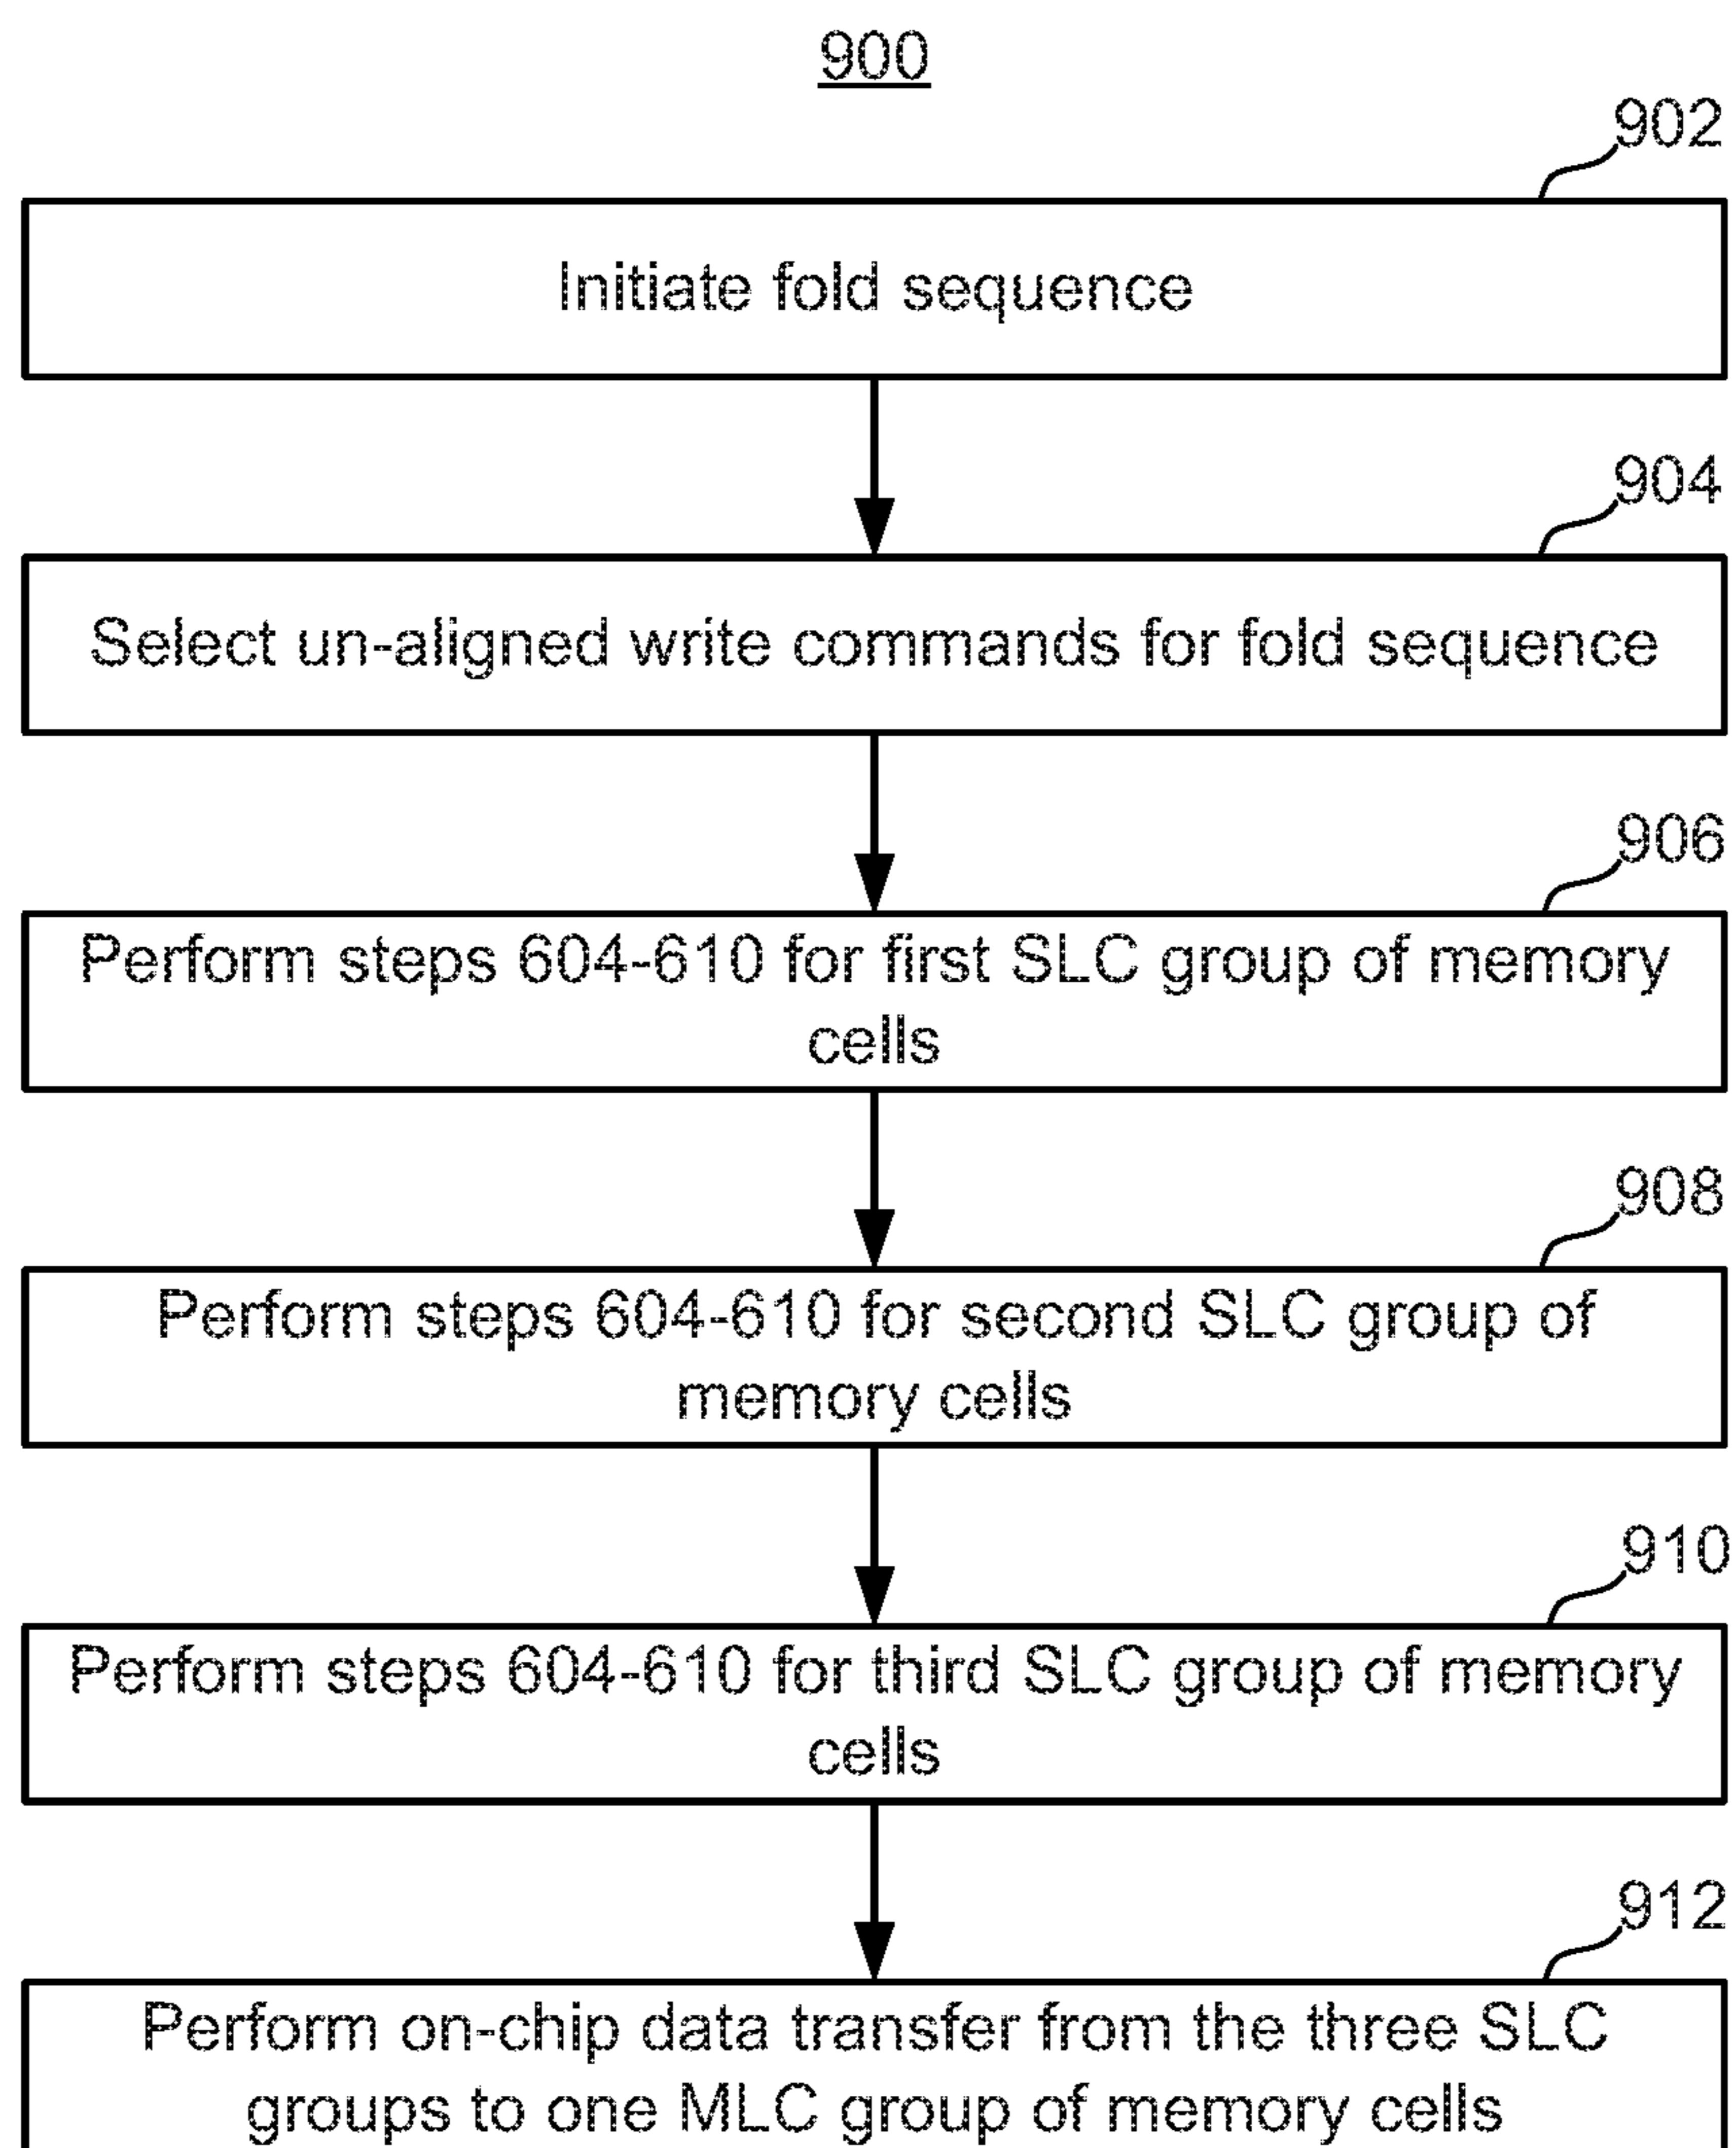 900
902
Initiate fold sequence
904
Select un-aligned write commands for fold sequence
906
Perform steps 604-610 for first SLC group of memory
cells
908
Perform steps 604-610 for second SLC group of
memory cells
910
Perform steps 604-610 for third SLC group of memory
cells
912
Perform on-chip data transfer from the three SLC
groups to one MLC group of memory cells